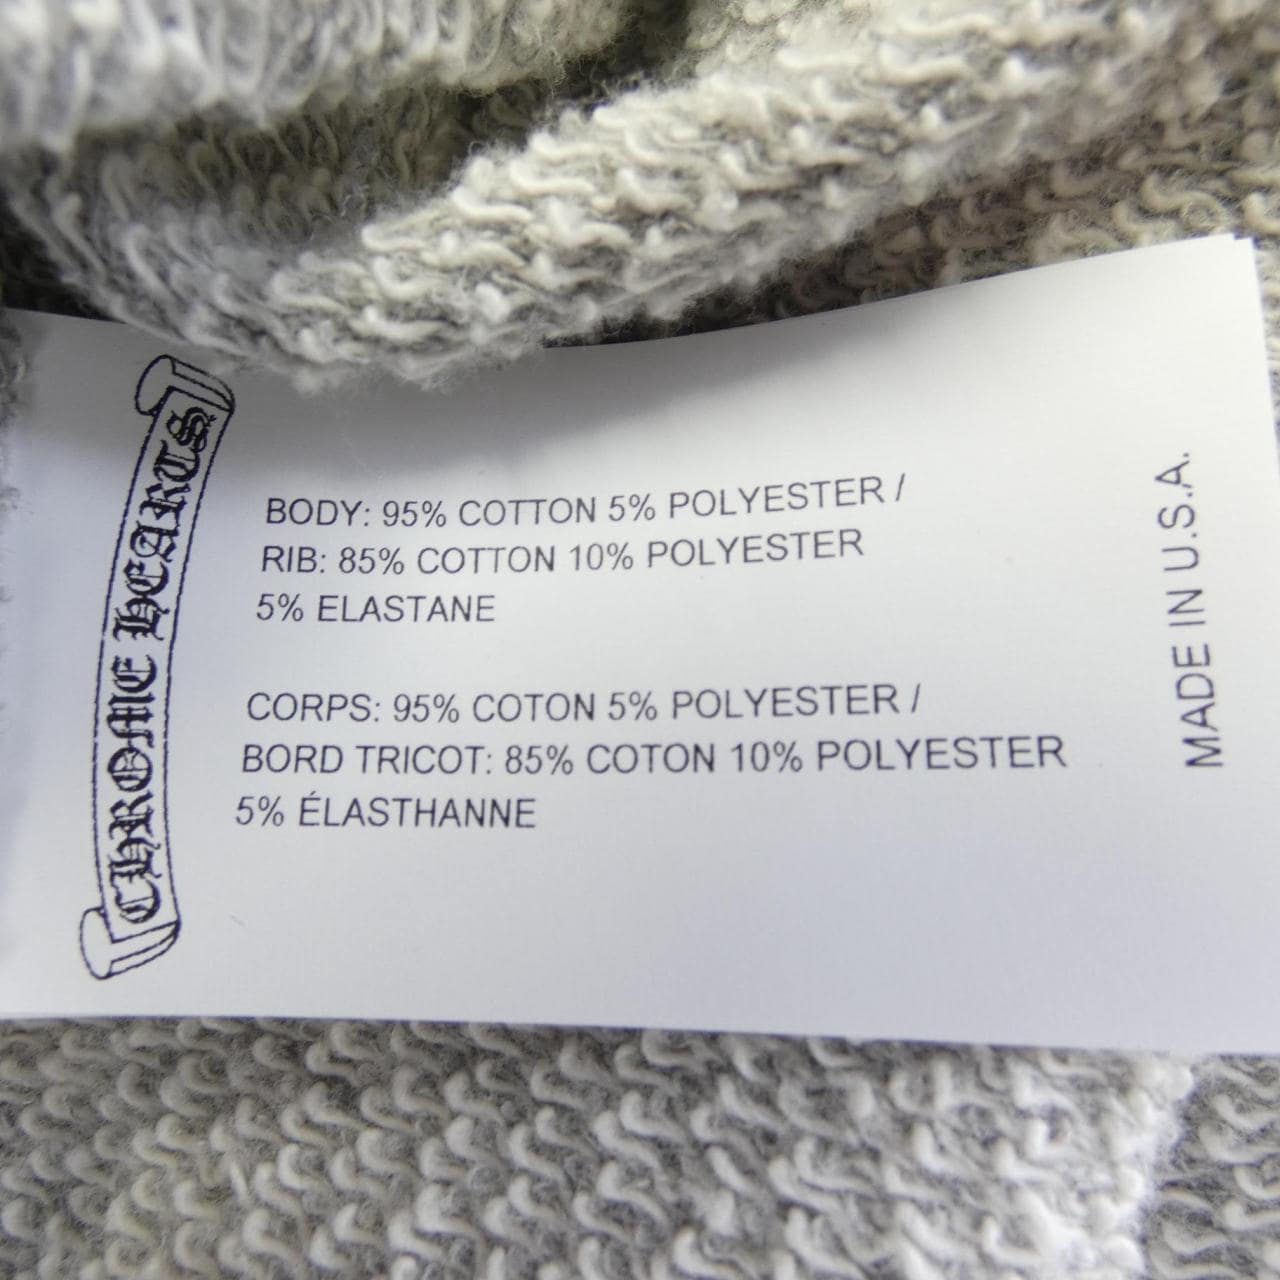 CHROME HEARTS
BODY: 95% COTTON 5% POLYESTER /
RIB: 85% COTTON 10% POLYESTER
5% ELASTANE
CORPS: 95% COTON 5% POLYESTER /
BORD TRICOT: 85% COTON 10% POLYESTER
5% ÉLASTHANNE
MADE IN U.S.A.